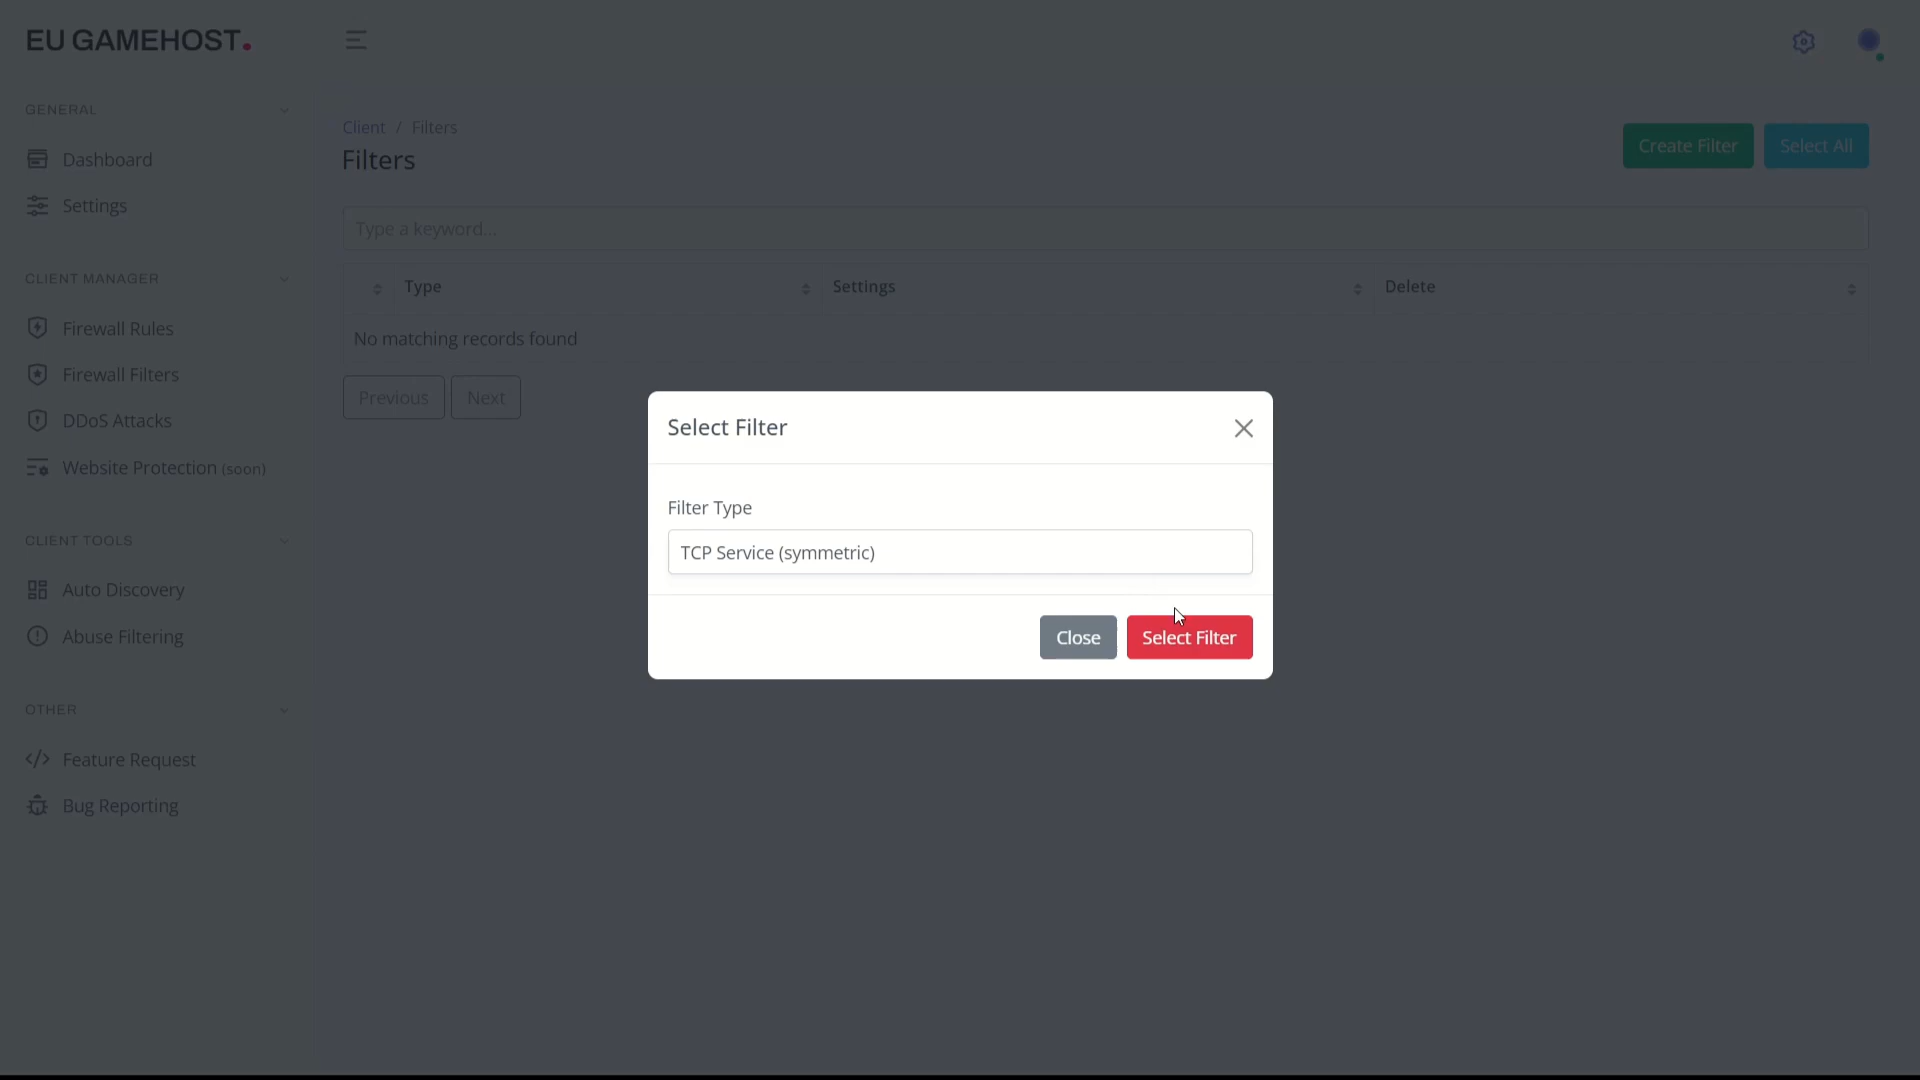 EU GAMEHOST.
GENERAL
Dashboard
Settings
CLIENT MANAGER
Firewall Rules
Firewall Filters
DDoS Attacks
Website Protection (soon)
CLIENT TOOLS
Auto Discovery
Abuse Filtering
OTHER
Feature Request
Bug Reporting
Client / Filters
Filters
Create Filter
Select All
Type a keyword...
Type
Settings
Delete
No matching records found
Previous
Next
Select Filter
Filter Type
TCP Service (symmetric)
Close
Select Filter